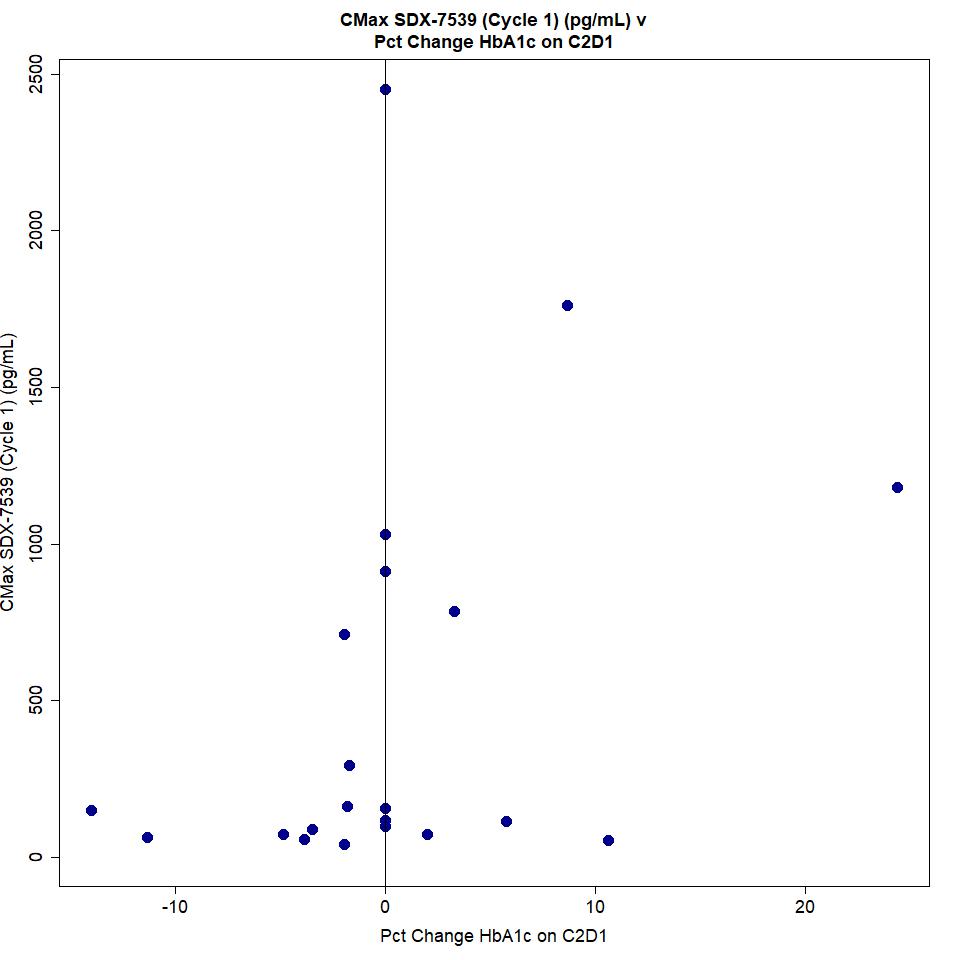 CMax SDX-7539 (Cycle 1) (pg/mL) v
Pct Change HbA1c on C2D1
CMax SDX-7539 (Cycle 1) (pg/mL)
2500
2000
1500
1000
500
0
-10
0
10
20
Pct Change HbA1c on C2D1